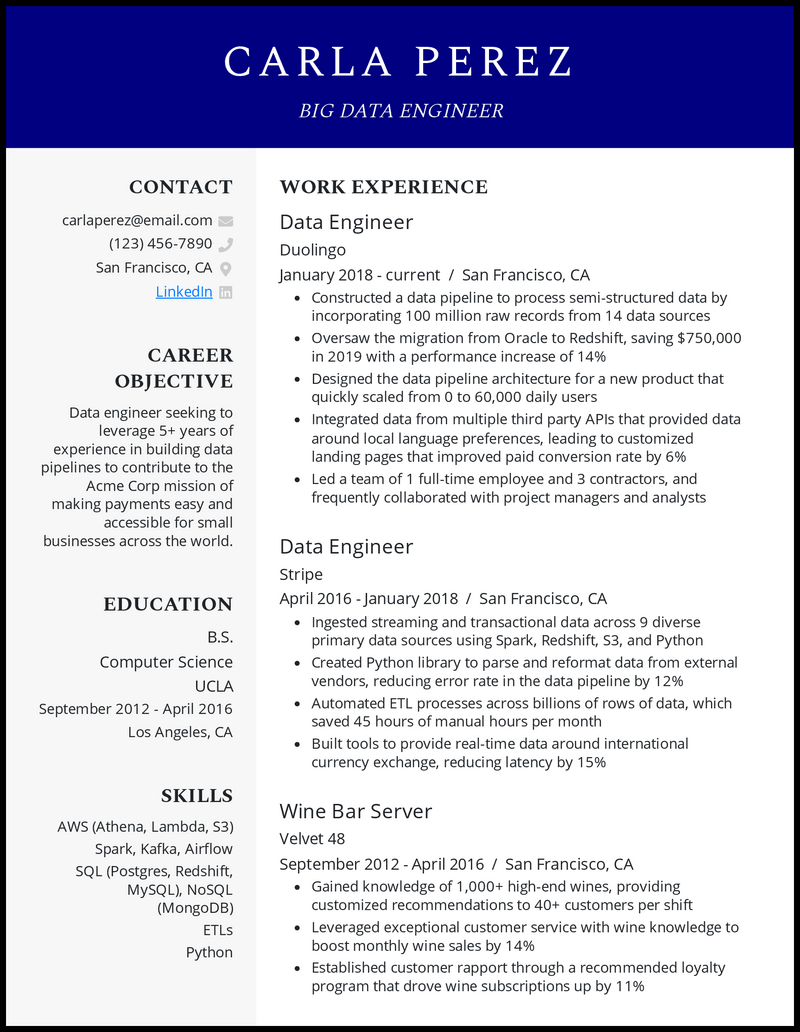 CARLA PEREZ
BIG DATA ENGINEER
CONTACT
carlaperez@email.com
(123) 456-7890
San Francisco, CA
LinkedIn
CAREER
OBJECTIVE
Data engineer seeking to
leverage 5+ years of
experience in building data
pipelines to contribute to the
Acme Corp mission of
making payments easy and
accessible for small
businesses across the world.
EDUCATION
B.S.
Computer Science
UCLA
September 2012 - April 2016
Los Angeles, CA
SKILLS
AWS (Athena, Lambda, S3)
Spark, Kafka, Airflow
SQL (Postgres, Redshift,
MySQL), NoSQL
(MongoDB)
ETLs
Python
WORK EXPERIENCE
Data Engineer
Duolingo
January 2018 - current / San Francisco, CA
• Constructed a data pipeline to process semi-structured data by
incorporating 100 million raw records from 14 data sources
• Oversaw the migration from Oracle to Redshift, saving $750,000
in 2019 with a performance increase of 14%
• Designed the data pipeline architecture for a new product that
quickly scaled from 0 to 60,000 daily users
• Integrated data from multiple third party APIs that provided data
around local language preferences, leading to customized
landing pages that improved paid conversion rate by 6%
• Led a team of 1 full-time employee and 3 contractors, and
frequently collaborated with project managers and analysts
Data Engineer
Stripe
April 2016 - January 2018 / San Francisco, CA
• Ingested streaming and transactional data across 9 diverse
primary data sources using Spark, Redshift, S3, and Python
• Created Python library to parse and reformat data from external
vendors, reducing error rate in the data pipeline by 12%
• Automated ETL processes across billions of rows of data, which
saved 45 hours of manual hours per month
• Built tools to provide real-time data around international
currency exchange, reducing latency by 15%
Wine Bar Server
Velvet 48
September 2012 - April 2016 / San Francisco, CA
• Gained knowledge of 1,000+ high-end wines, providing
customized recommendations to 40+ customers per shift
• Leveraged exceptional customer service with wine knowledge to
boost monthly wine sales by 14%
• Established customer rapport through a recommended loyalty
program that drove wine subscriptions up by 11%